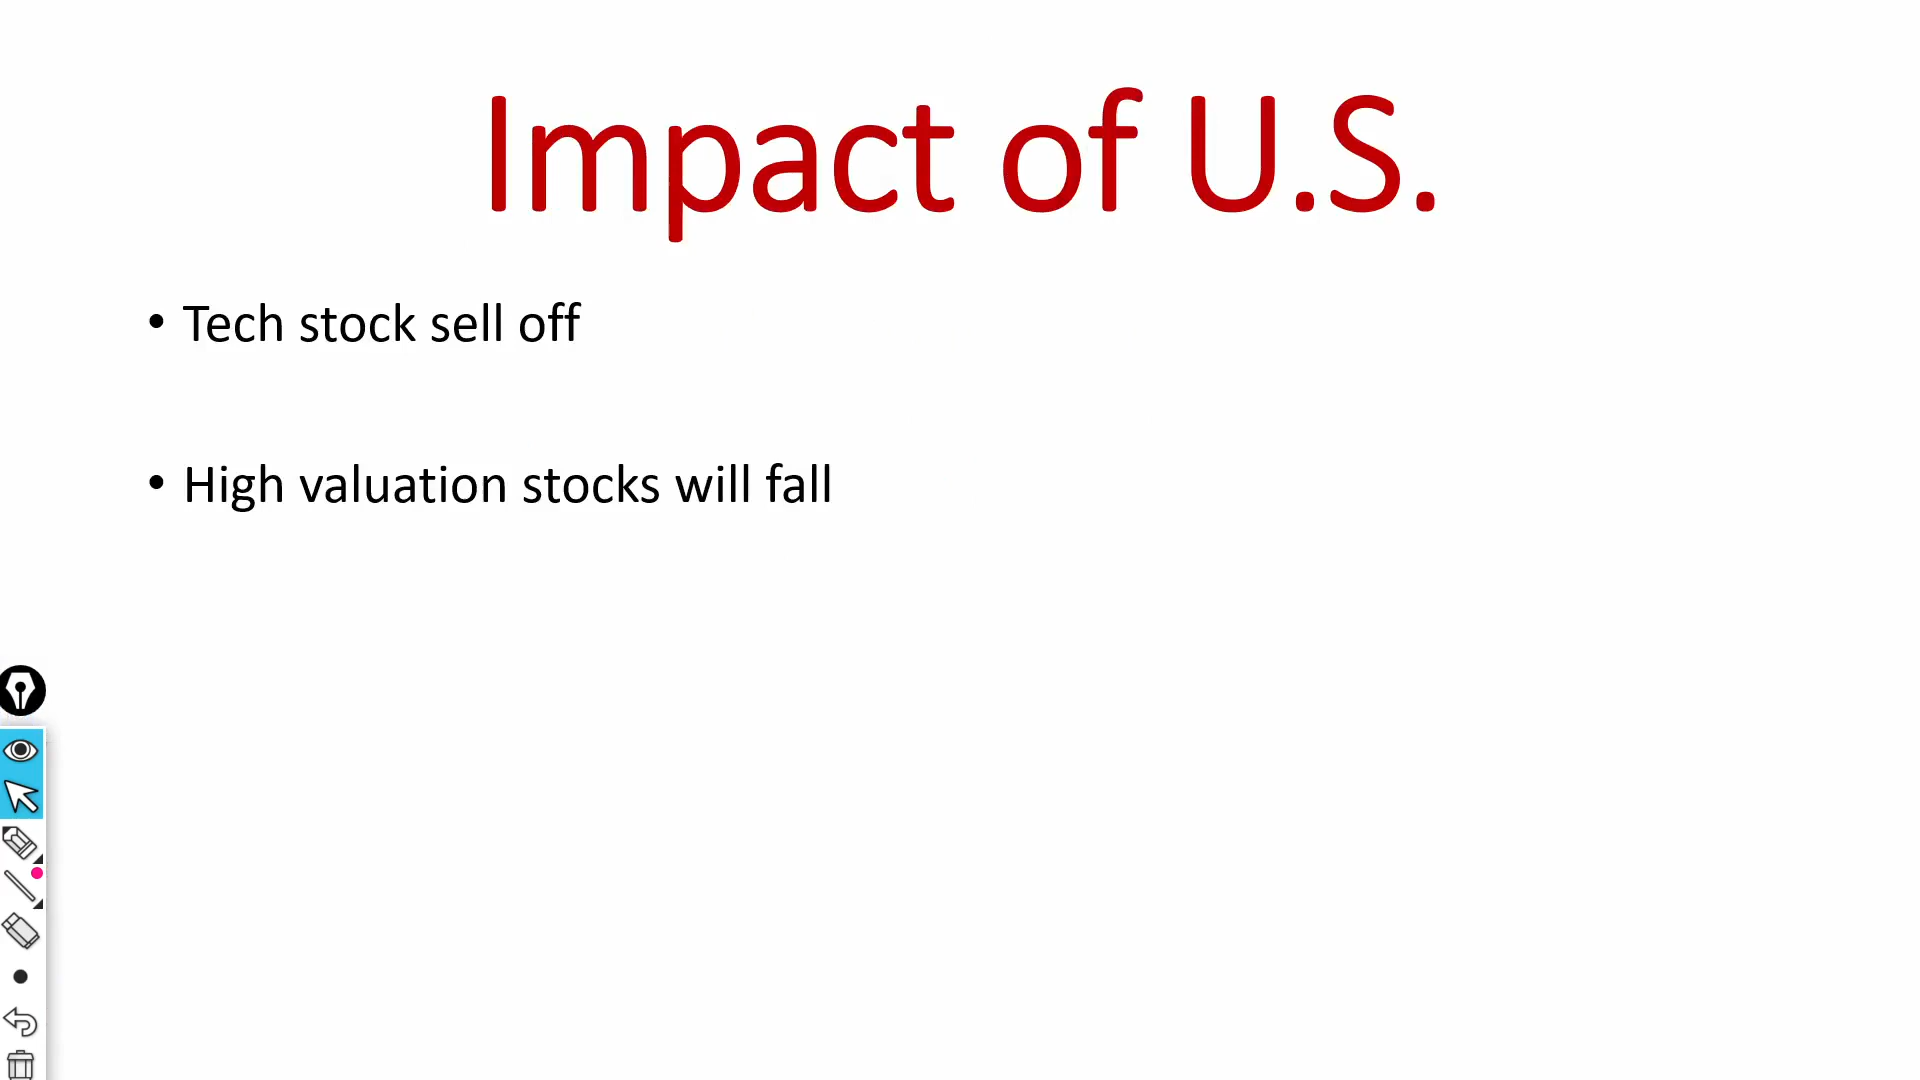 Impact of U.S.
• Tech stock sell off
• High valuation stocks will fall